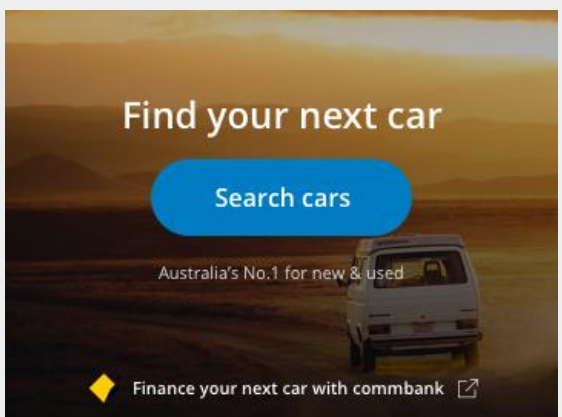 Find your next car
Search cars
Australia's No.1 for new & used
Finance your next car with commbank